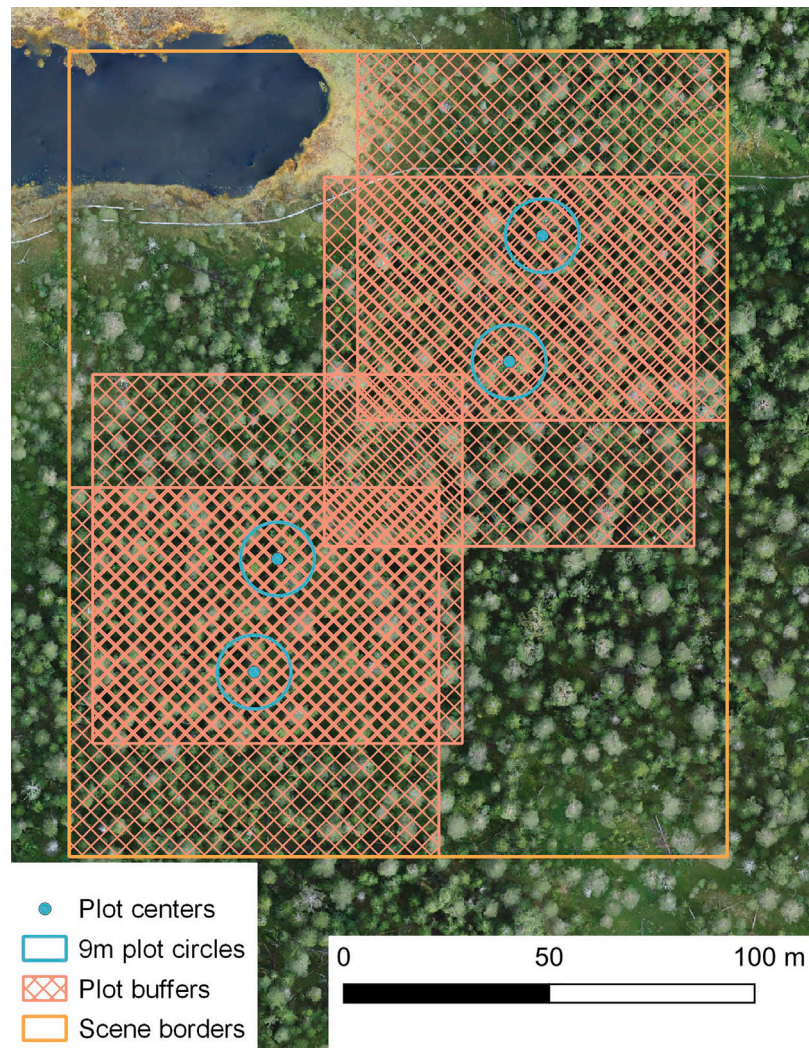 Plot centers
9m plot circles
Plot buffers
Scene borders
0 50 100 m